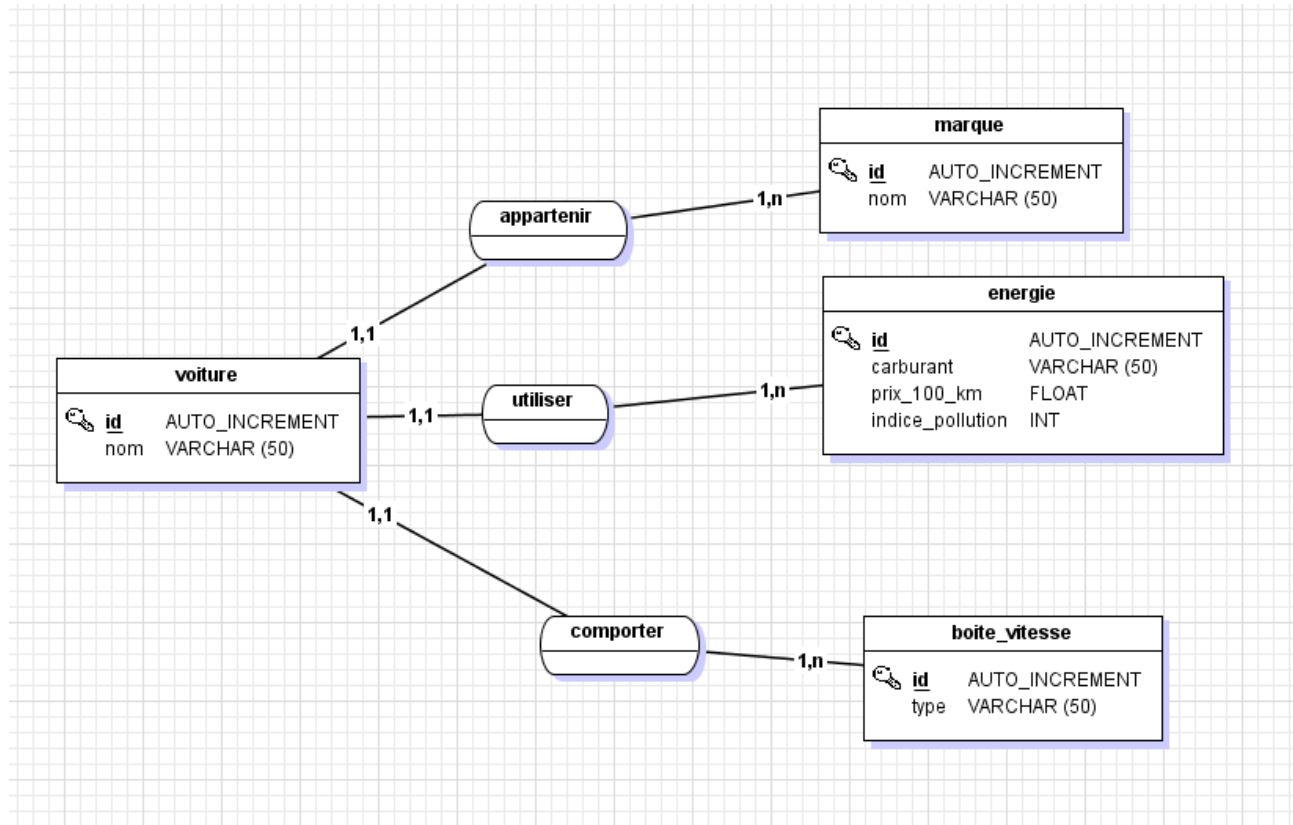 marque
id AUTO_INCREMENT
nom VARCHAR (50)
appartenir
1,n
1,1
energie
id AUTO_INCREMENT
carburant VARCHAR (50)
prix_100_km FLOAT
indice_pollution INT
voiture
id AUTO_INCREMENT
nom VARCHAR (50)
1,1
utiliser
1,n
1,1
comporter
1,n
boite_vitesse
id AUTO_INCREMENT
type VARCHAR (50)